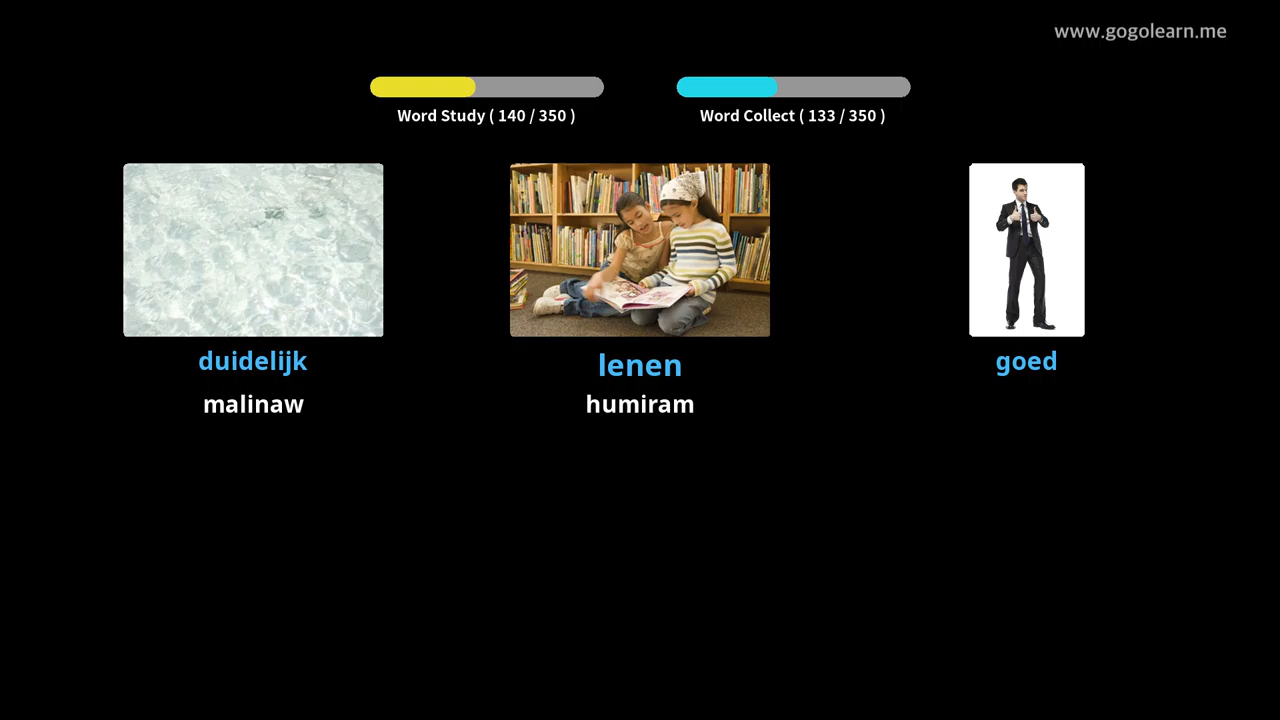 www.gogolearn.me
Word Study ( 140 / 350 )
Word Collect ( 133 / 350 )
duidelijk
malinaw
lenen
humiram
goed